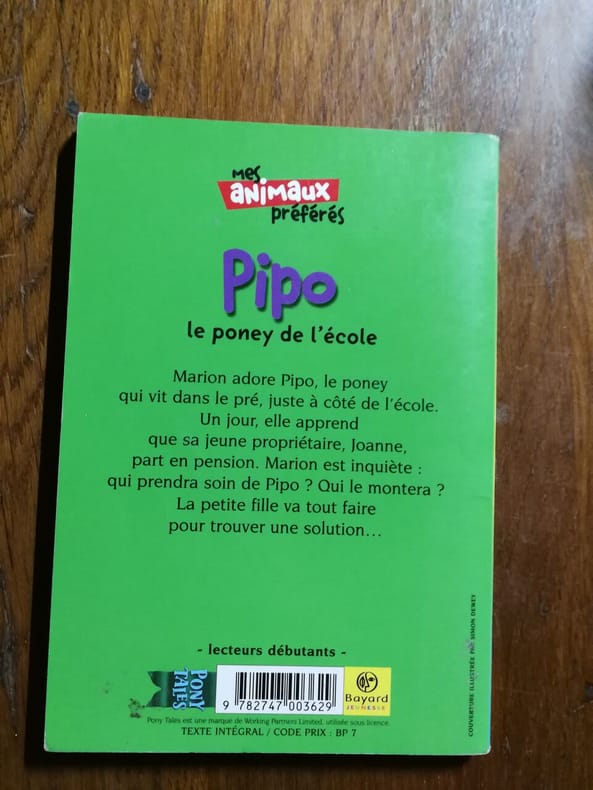 mes
animaux
préférés
Pipo
le poney de l'école
Marion adore Pipo, le poney
qui vit dans le pré, juste à côté de l'école.
Un jour, elle apprend
que sa jeune propriétaire, Joanne,
part en pension. Marion est inquiète :
qui prendra soin de Pipo ? Qui le montera ?
La petite fille va tout faire
pour trouver une solution...
- lecteurs débutants -
PONY
TALES
9 782747 003629
Bayard
JEUNESSE
Pony Tales est une marque de Working Partners Limited, utilisée sous licence.
TEXTE INTÉGRAL / CODE PRIX : BP 7
COUVERTURE ILLUSTRÉE PAR SIMON DEWEY